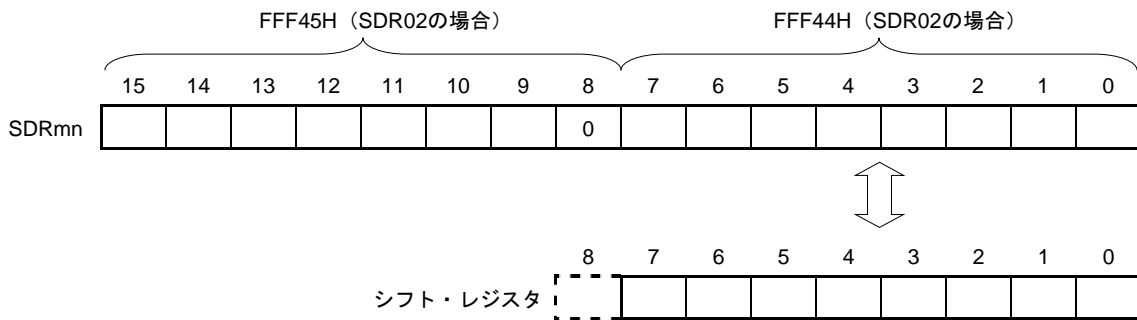 FFF45H（SDR02の場合） FFF44H（SDR02の場合）
15 14 13 12 11 10 9 8 7 6 5 4 3 2 1 0
SDRmn 0
8 7 6 5 4 3 2 1 0
シフト・レジスタ